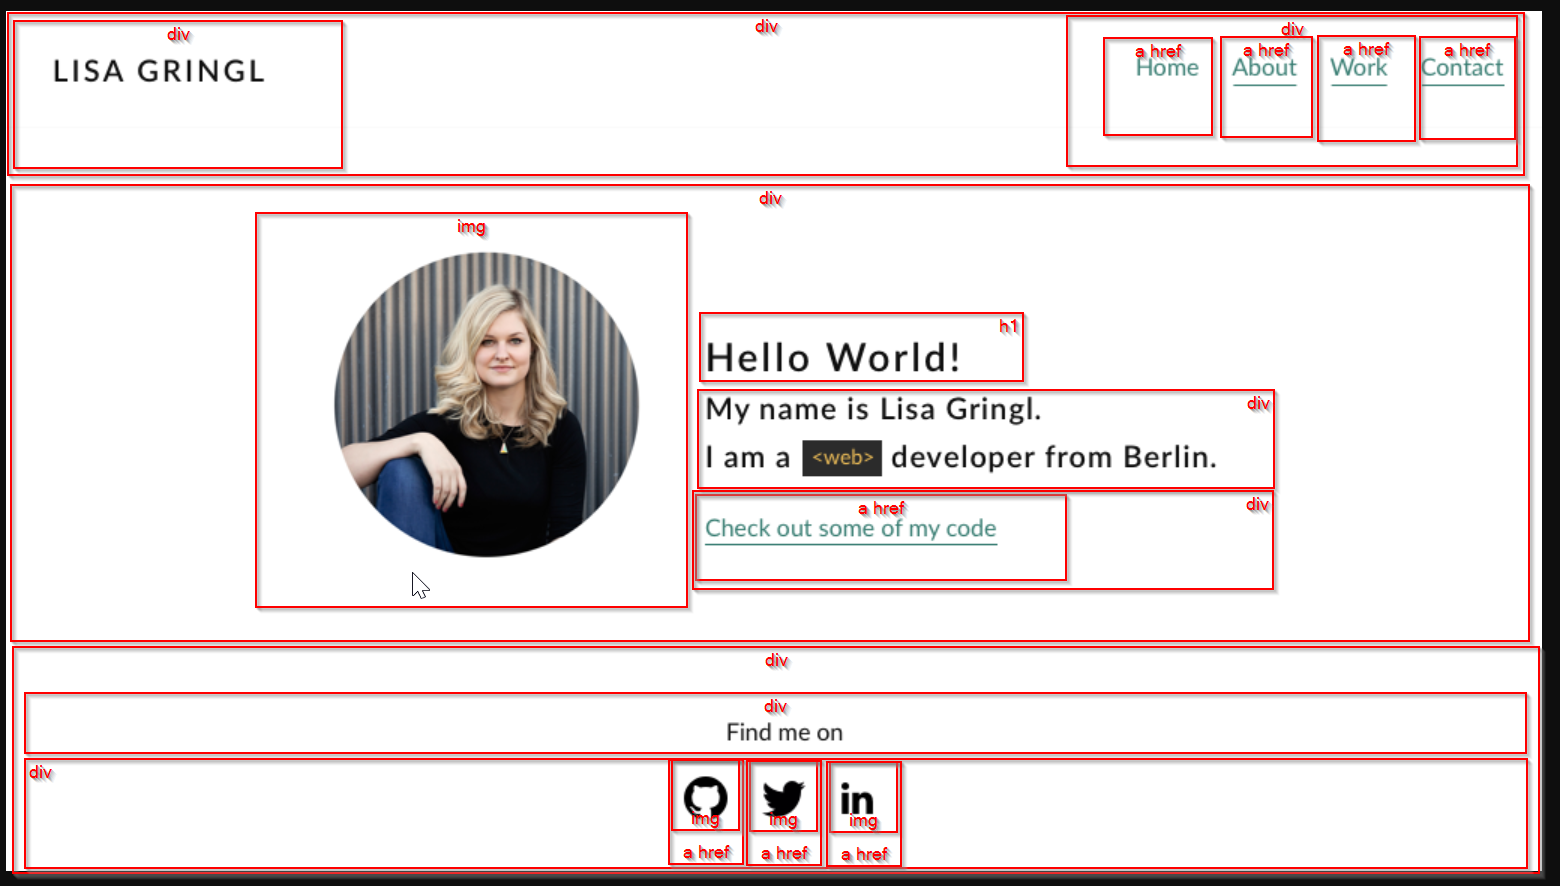 div
div
div
LISA GRINGL
a href
a href
a href
a href
Home
About
Work
Contact
div
img
h1
Hello World!
My name is Lisa Gringl.
div
I am a <web> developer from Berlin.
a href
div
Check out some of my code
div
div
Find me on
div
in
img
img
img
a href
a href
a href